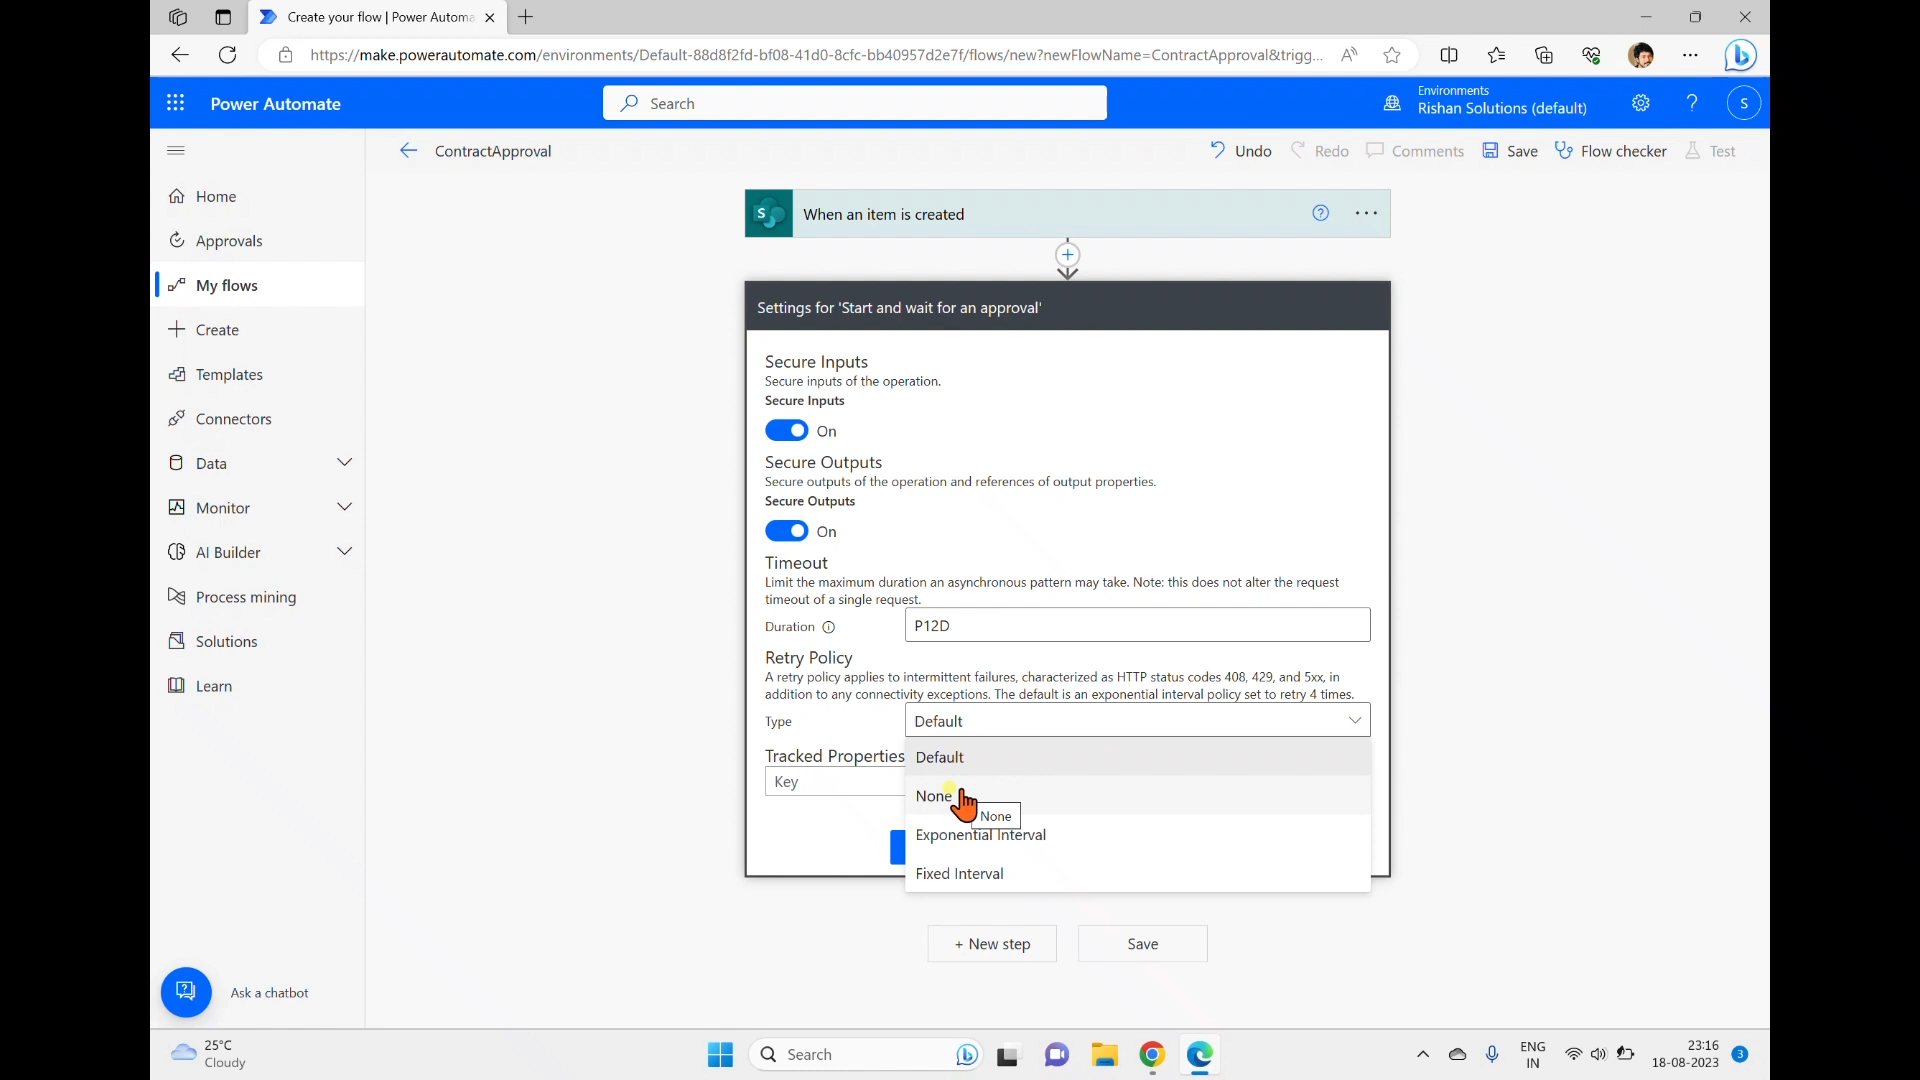 Create your flow | Power Automa
https://make.powerautomate.com/environments/Default-88d8f2fd-bf08-41d0-8cfc-bb40957d2e7f/flows/new?newFlowName=ContractApproval&trigg...
Power Automate
Search
Environments
Rishan Solutions (default)
?
S
ContractApproval
Undo
Redo
Comments
Save
Flow checker
Test
Home
Approvals
My flows
Create
Templates
Connectors
Data
Monitor
AI Builder
Process mining
Solutions
Learn
Ask a chatbot
S
When an item is created
?
Settings for 'Start and wait for an approval'
Secure Inputs
Secure inputs of the operation.
Secure Inputs
On
Secure Outputs
Secure outputs of the operation and references of output properties.
Secure Outputs
On
Timeout
Limit the maximum duration an asynchronous pattern may take. Note: this does not alter the request
timeout of a single request.
Duration
P12D
Retry Policy
A retry policy applies to intermittent failures, characterized as HTTP status codes 408, 429, and 5xx, in
addition to any connectivity exceptions. The default is an exponential interval policy set to retry 4 times.
Type
Default
Tracked Properties
Key
Default
None
None
Exponential Interval
Fixed Interval
+ New step
Save
25°C
Cloudy
Search
ENG
IN
23:16
18-08-2023
3